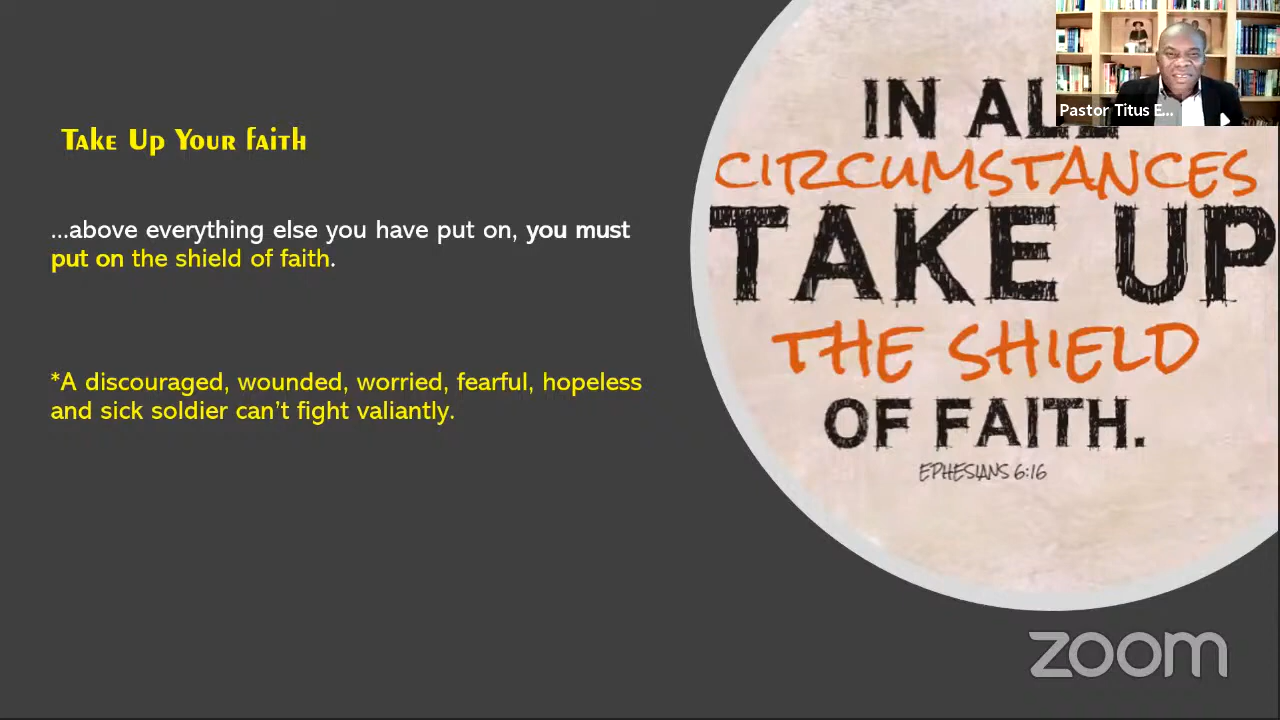 Take Up Your faith
...above everything else you have put on, you must
put on the shield of faith.
*A discouraged, wounded, worried, fearful, hopeless
and sick soldier can't fight valiantly.
IN ALL
CIRCUMSTANCES
TAKE UP
THE SHIELD
OF FAITH.
EPHESIANS 6:16
Pastor Titus E...
zoom